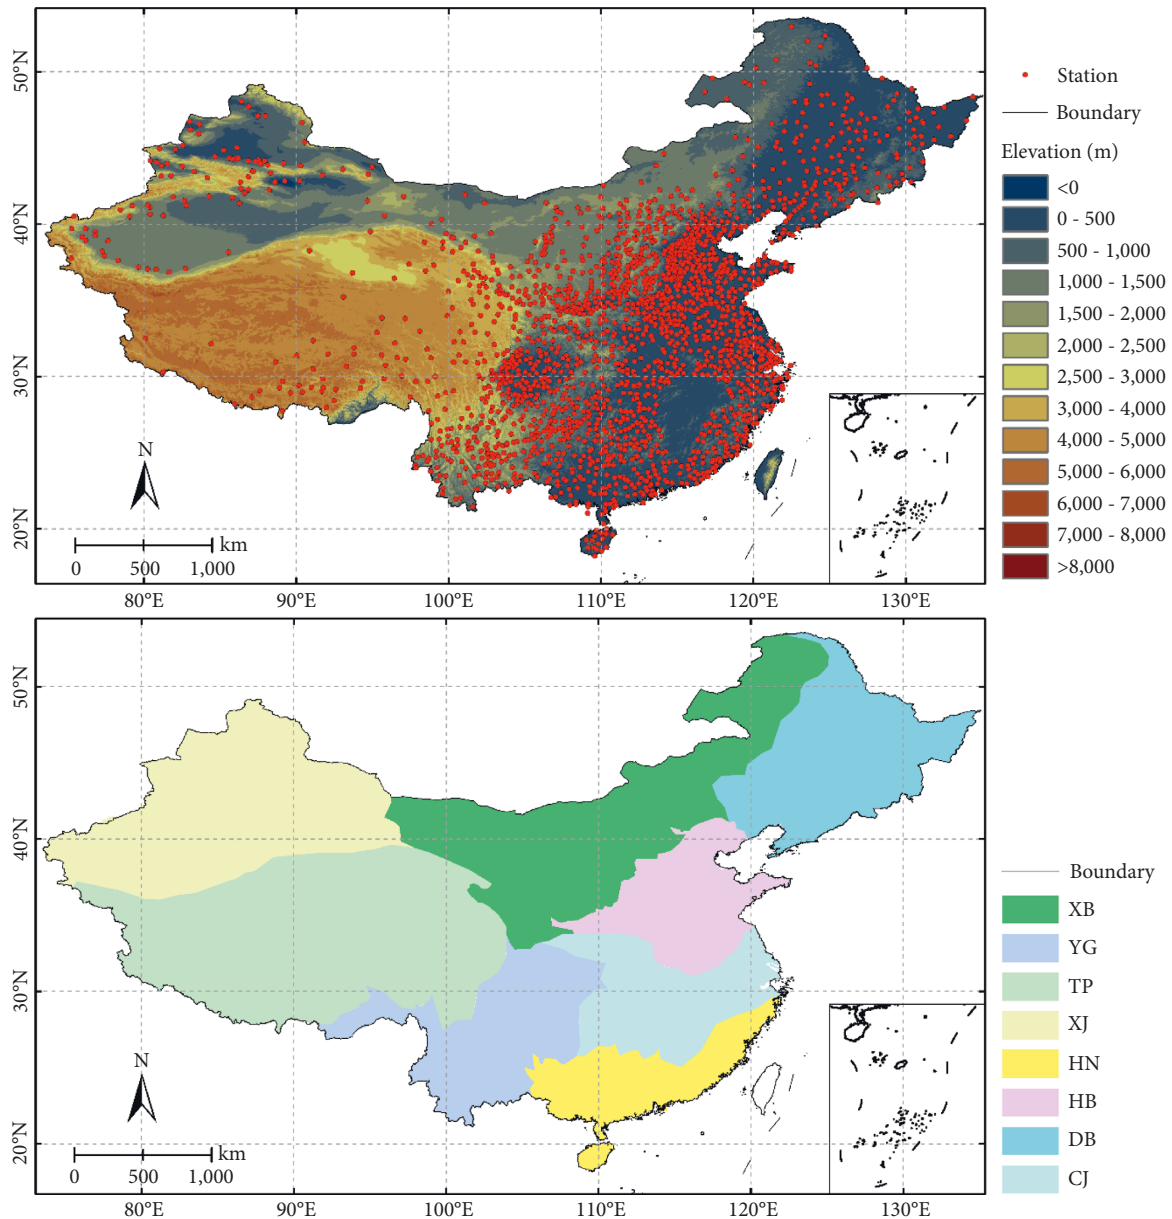 50°N
40°N
30°N
20°N
N
km
0 500 1,000
80°E 90°E 100°E 110°E 120°E 130°E
Station
Boundary
Elevation (m)
<0
0 - 500
500 - 1,000
1,000 - 1,500
1,500 - 2,000
2,000 - 2,500
2,500 - 3,000
3,000 - 4,000
4,000 - 5,000
5,000 - 6,000
6,000 - 7,000
7,000 - 8,000
>8,000
50°N
40°N
30°N
20°N
N
km
0 500 1,000
80°E 90°E 100°E 110°E 120°E 130°E
Boundary
XB
YG
TP
XJ
HN
HB
DB
CJ